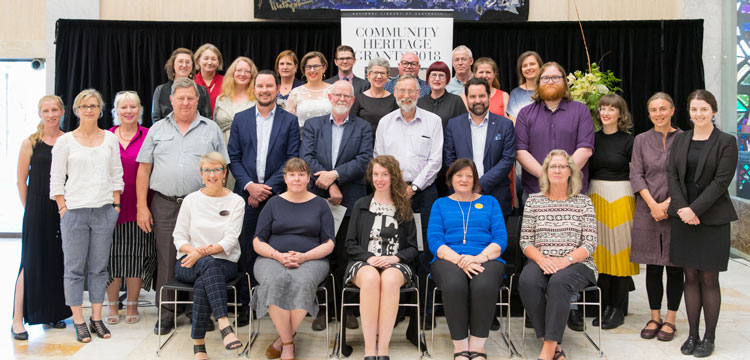 NATIONAL LIBRARY OF AUSTRALIA
COMMUNITY
HERITAGE
GRANTS 2018